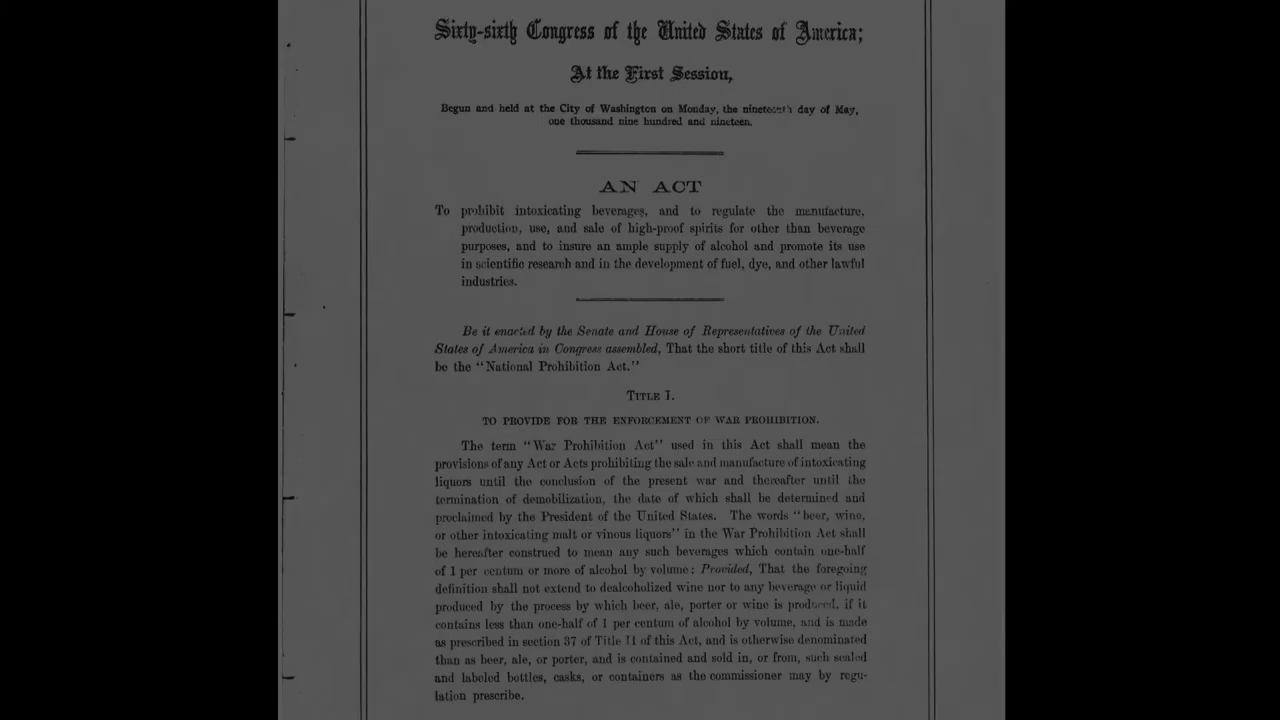 Sixty-sixth Congress of the United States of America;
At the First Session,
Begun and held at the City of Washington on Monday, the nineteenth day of May,
one thousand nine hundred and nineteen.
AN ACT
To prohibit intoxicating beverages, and to regulate the manufacture,
production, use, and sale of high-proof spirits for other than beverage
purposes, and to insure an ample supply of alcohol and promote its use
in scientific research and in the development of fuel, dye, and other lawful
industries.
Be it enacted by the Senate and House of Representatives of the United
States of America in Congress assembled, That the short title of this Act shall
be the "National Prohibition Act."
TITLE I.
TO PROVIDE FOR THE ENFORCEMENT OF WAR PROHIBITION.
The term "War Prohibition Act" used in this Act shall mean the
provisions of any Act or Acts prohibiting the sale and manufacture of intoxicating
liquors until the conclusion of the present war and thereafter until the
termination of demobilization, the date of which shall be determined and
proclaimed by the President of the United States. The words "beer, wine,
or other intoxicating malt or vinous liquors" in the War Prohibition Act shall
be hereafter construed to mean any such beverages which contain one-half
of 1 per centum or more of alcohol by volume: Provided, That the foregoing
definition shall not extend to dealcoholized wine nor to any beverage or liquid
produced by the process by which beer, ale, porter or wine is produced, if it
contains less than one-half of 1 per centum of alcohol by volume, and is made
as prescribed in section 37 of Title II of this Act, and is otherwise denominated
than as beer, ale, or porter, and is contained and sold in, or from, such sealed
and labeled bottles, casks, or containers as the commissioner may by regu-
lation prescribe.